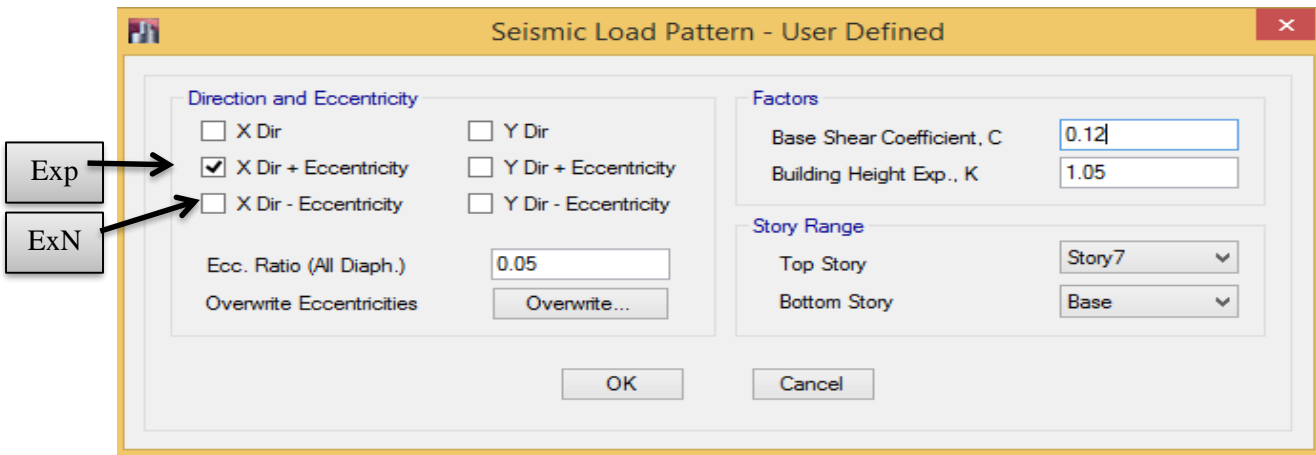 Seismic Load Pattern - User Defined
Direction and Eccentricity
X Dir
Y Dir
Exp
X Dir + Eccentricity
Y Dir + Eccentricity
ExN
X Dir - Eccentricity
Y Dir - Eccentricity
Ecc. Ratio (All Diaph.)
0.05
Overwrite Eccentricities
Overwrite...
Factors
Base Shear Coefficient, C
0.12
Building Height Exp., K
1.05
Story Range
Top Story
Story7
Bottom Story
Base
OK
Cancel